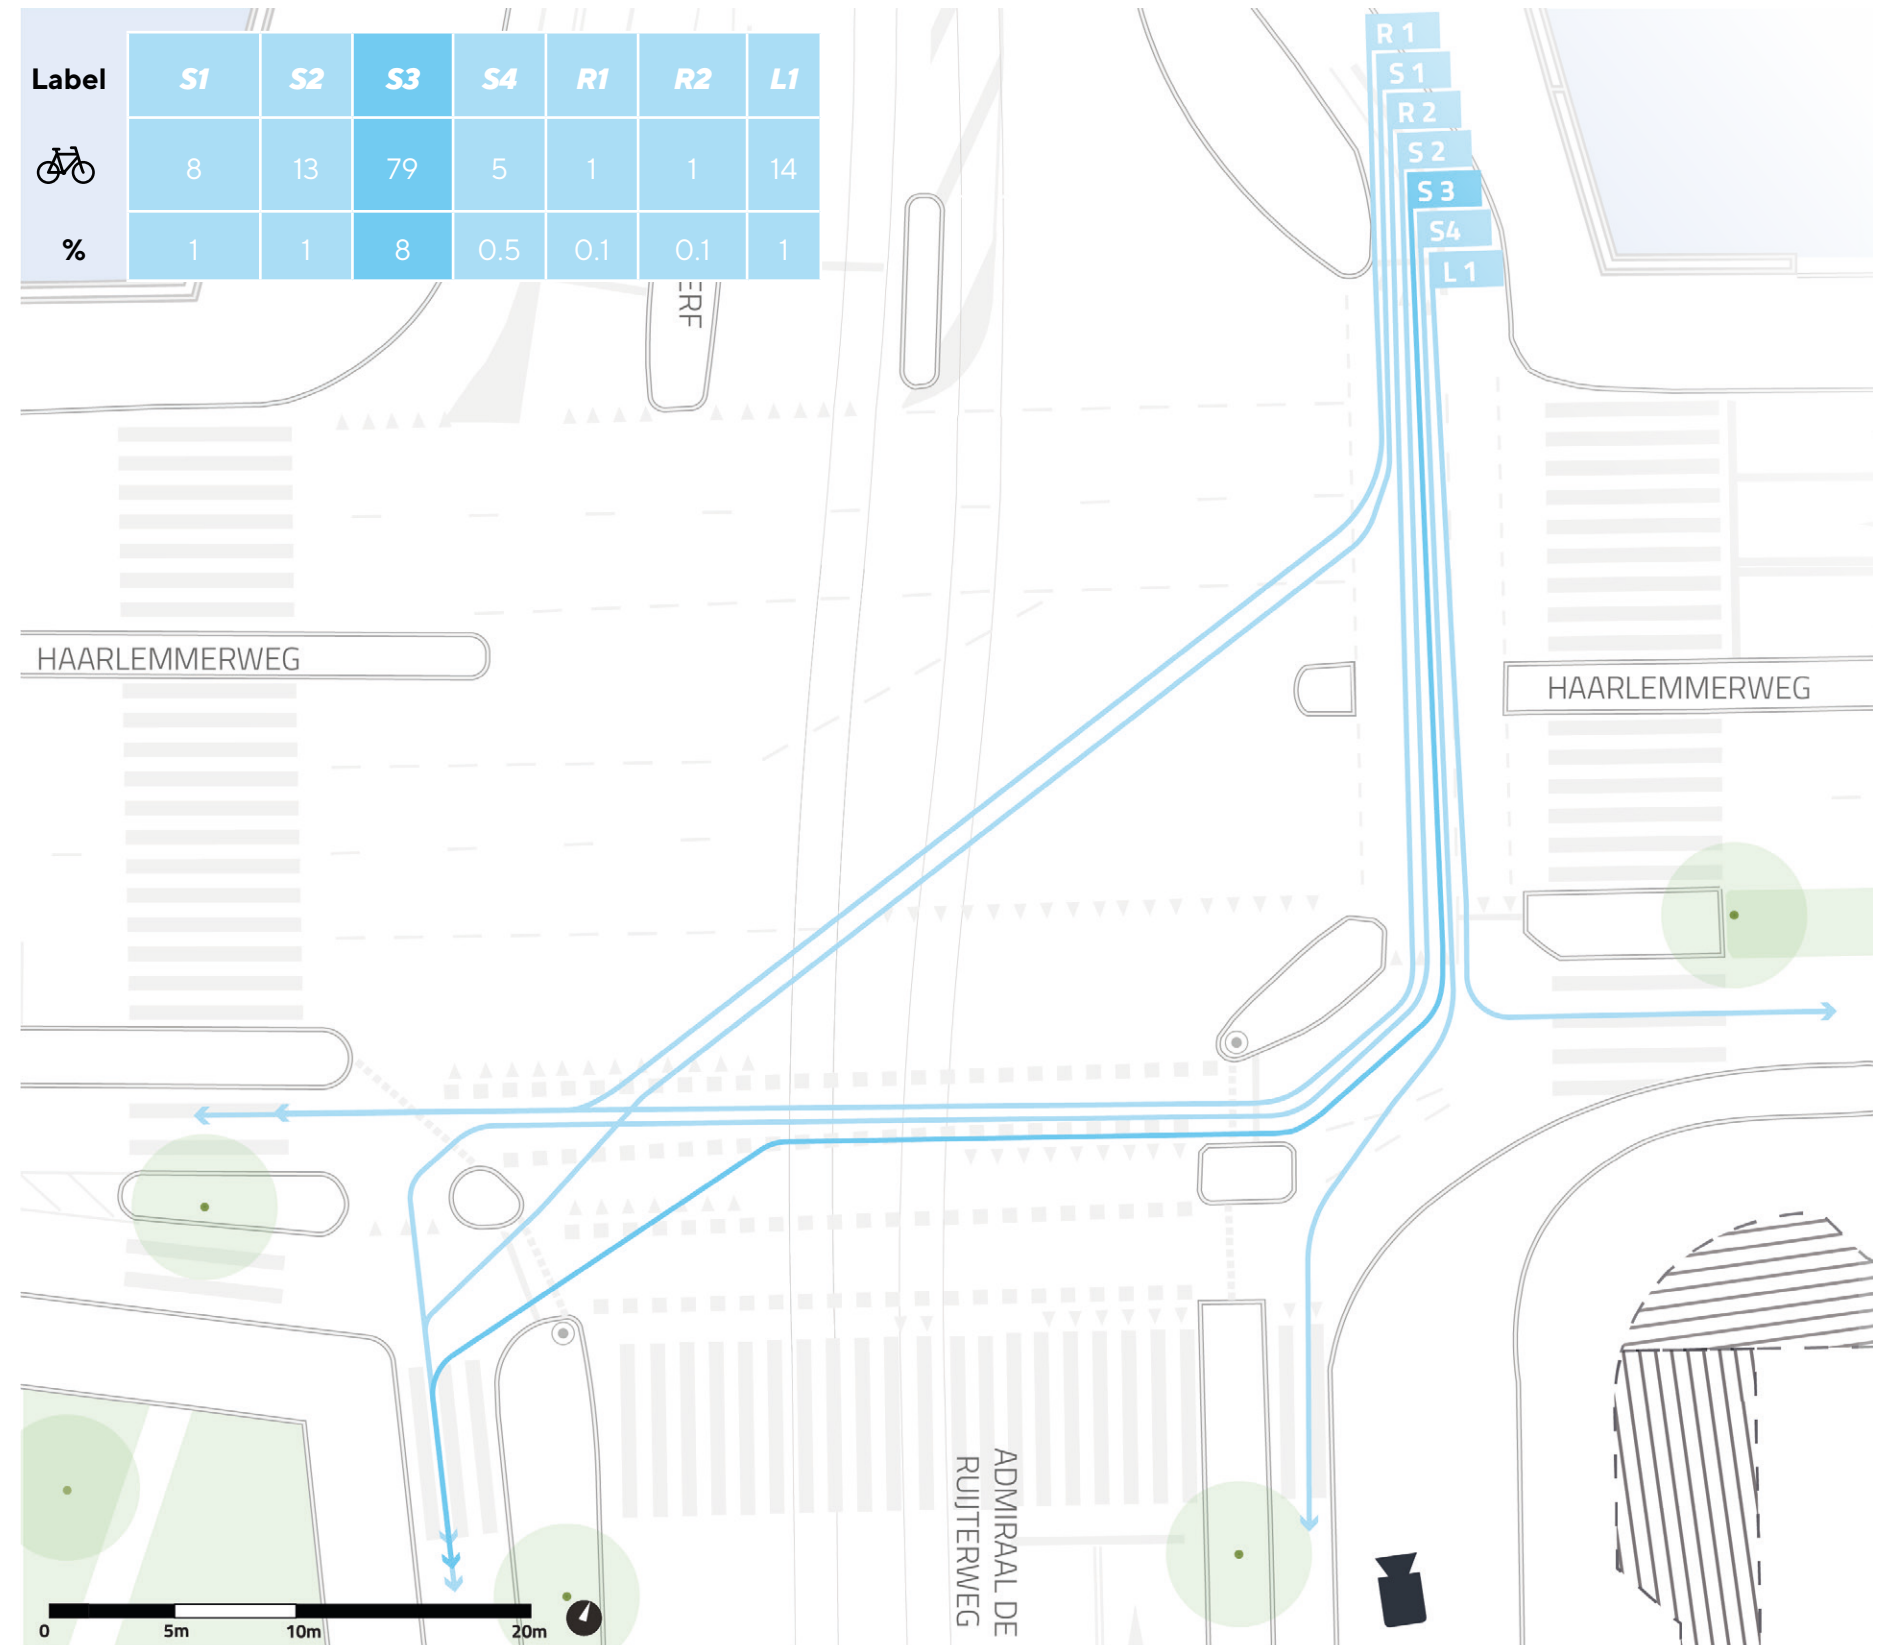 Label S1 S2 S3 S4 R1 R2 L1
8 13 79 5 1 1 14
% 1 1 8 0.5 0.1 0.1 1
R 1
S 1
R 2
S 2
S 3
S4
L 1
ERF
HAARLEMMERWEG
HAARLEMMERWEG
ADMIRAAL DE
RUIJTERWEG
0 5m 10m 20m